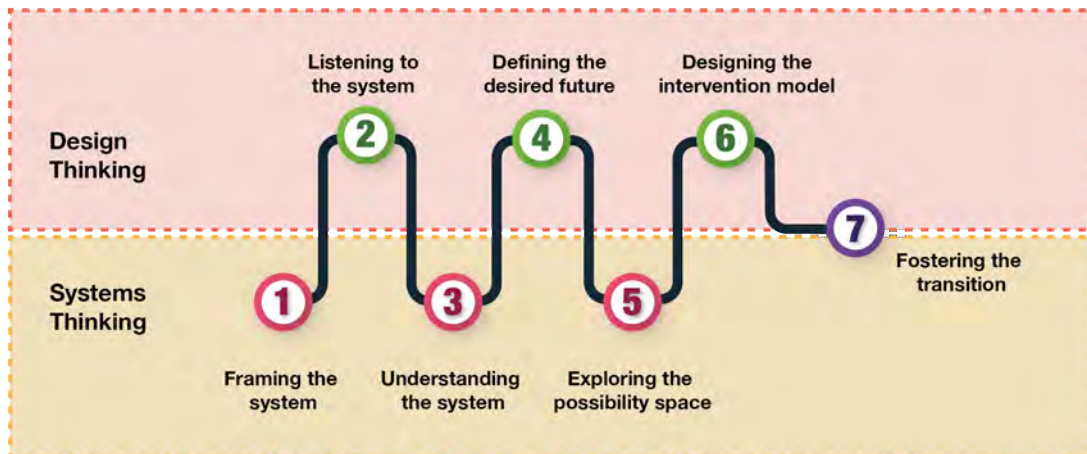 Design
Thinking
Listening to
the system
2
Defining the
desired future
4
Designing the
intervention model
6
7
Fostering the
transition
Systems
Thinking
1
Framing the
system
3
Understanding
the system
5
Exploring the
possibility space